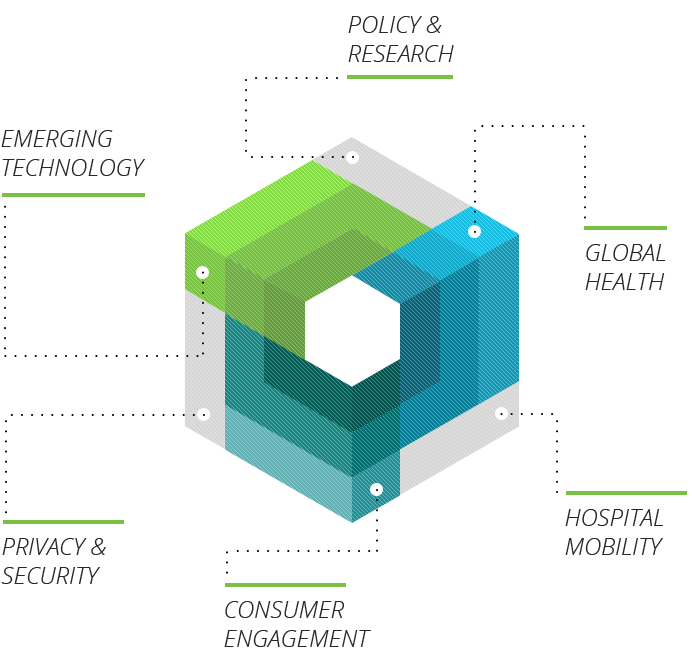 POLICY &
RESEARCH
EMERGING
TECHNOLOGY
GLOBAL
HEALTH
HOSPITAL
MOBILITY
PRIVACY &
SECURITY
CONSUMER
ENGAGEMENT